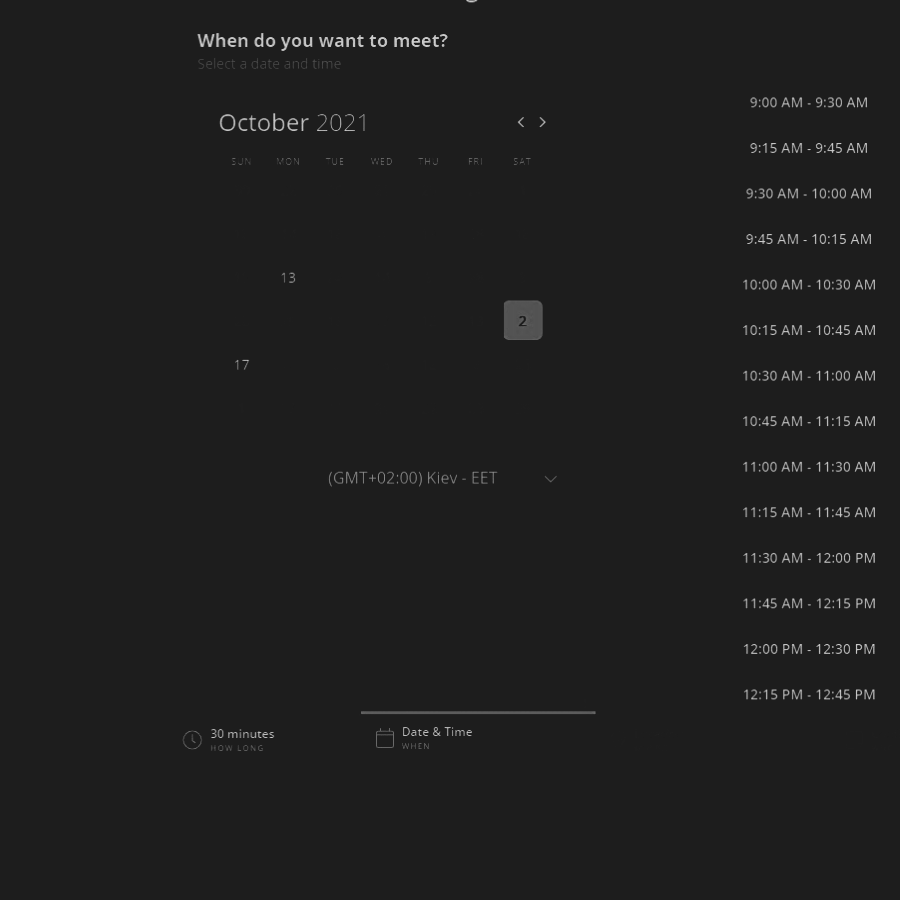 When do you want to meet?
Select a date and time
October 2021
SUN MON TUE WED THU FRI SAT
13
2
17
(GMT+02:00) Kiev - EET
9:00 AM - 9:30 AM
9:15 AM - 9:45 AM
9:30 AM - 10:00 AM
9:45 AM - 10:15 AM
10:00 AM - 10:30 AM
10:15 AM - 10:45 AM
10:30 AM - 11:00 AM
10:45 AM - 11:15 AM
11:00 AM - 11:30 AM
11:15 AM - 11:45 AM
11:30 AM - 12:00 PM
11:45 AM - 12:15 PM
12:00 PM - 12:30 PM
12:15 PM - 12:45 PM
30 minutes
HOW LONG
Date & Time
WHEN